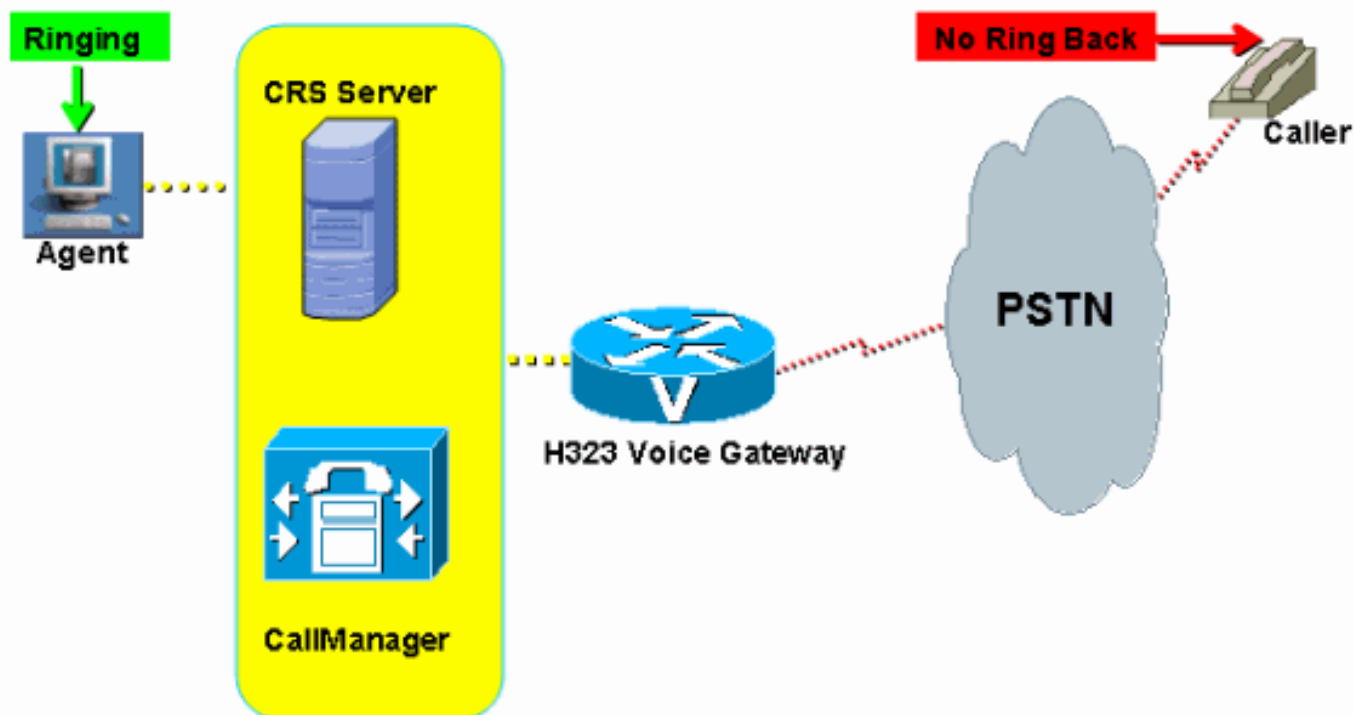 Ringing
No Ring Back
CRS Server
Caller
Agent
PSTN
V
H323 Voice Gateway
CallManager